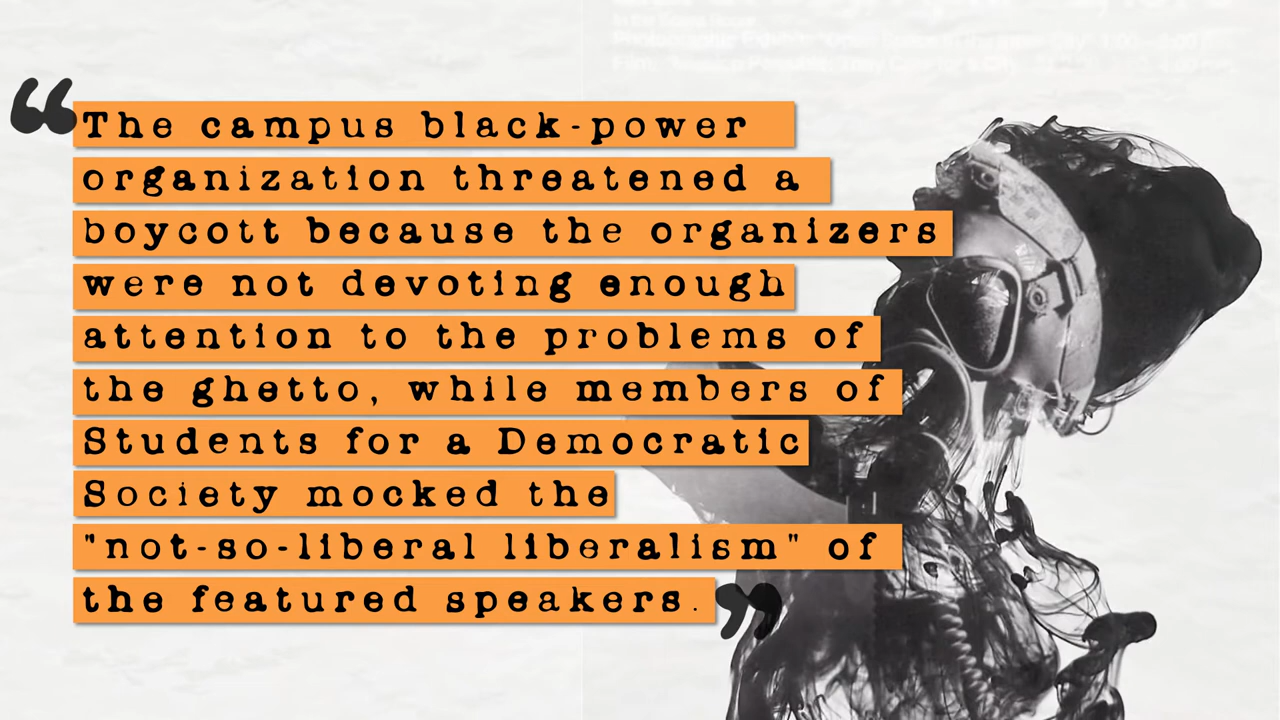 “The campus black-power
organization threatened a
boycott because the organizers
were not devoting enough
attention to the problems of
the ghetto, while members of
Students for a Democratic
Society mocked the
"not-so-liberal liberalism" of
the featured speakers.”